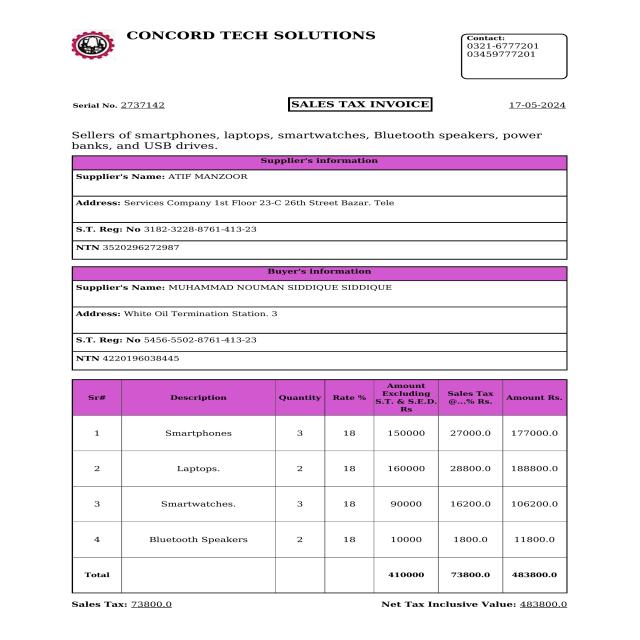 CONCORD TECH SOLUTIONS
Contact:
0321-6777201
03459777201
Serial No. 2737142 SALES TAX INVOICE 17-05-2024
Sellers of smartphones, laptops, smartwatches, Bluetooth speakers, power
banks, and USB drives.
Supplier's information
Supplier's Name: ATIF MANZOOR
Address: Services Company 1st Floor 23-C 26th Street Bazar. Tele
S.T. Reg: No 3182-3228-8761-413-23
NTN 3520296272987
Buyer's information
Supplier's Name: MUHAMMAD NOUMAN SIDDIQUE SIDDIQUE
Address: White Oil Termination Station. 3
S.T. Reg: No 5456-5502-8761-413-23
NTN 4220196038445
Sr# Description Quantity Rate % Amount Excluding S.T. & S.E.D. Rs Sales Tax @...% Rs. Amount Rs.
1 Smartphones 3 18 150000 27000.0 177000.0
2 Laptops. 2 18 160000 28800.0 188800.0
3 Smartwatches. 3 18 90000 16200.0 106200.0
4 Bluetooth Speakers 2 18 10000 1800.0 11800.0
Total 410000 73800.0 483800.0
Sales Tax: 73800.0 Net Tax Inclusive Value: 483800.0